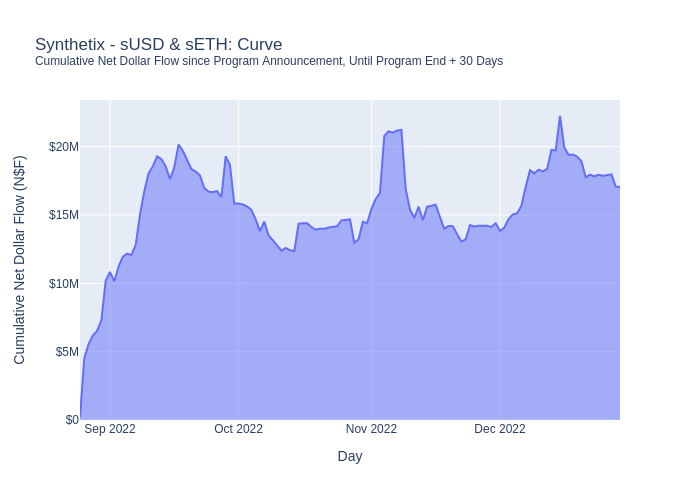 Synthetix - sUSD & sETH: Curve
Cumulative Net Dollar Flow since Program Announcement, Until Program End + 30 Days
Cumulative Net Dollar Flow (N$F)
$20M
$15M
$10M
$5M
$0
Sep 2022
Oct 2022
Nov 2022
Dec 2022
Day